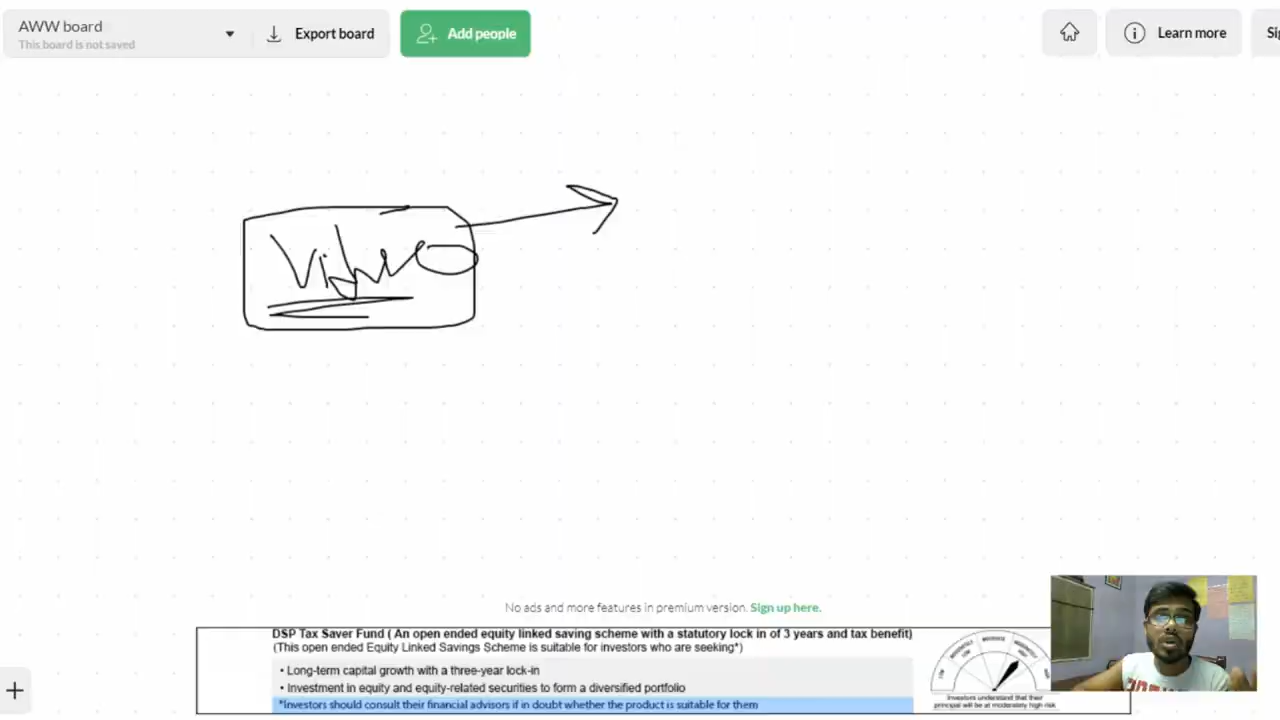 AWW board
This board is not saved
Export board
Add people
Learn more
Video
No ads and more features in premium version. Sign up here.
DSP Tax Saver Fund ( An open ended equity linked saving scheme with a statutory lock in of 3 years and tax benefit)
(This open ended Equity Linked Savings Scheme is suitable for investors who are seeking*)
• Long-term capital growth with a three-year lock-in
• Investment in equity and equity-related securities to form a diversified portfolio
*Investors should consult their financial advisors if in doubt whether the product is suitable for them
Investors understand that their
principal will be at moderately high risk